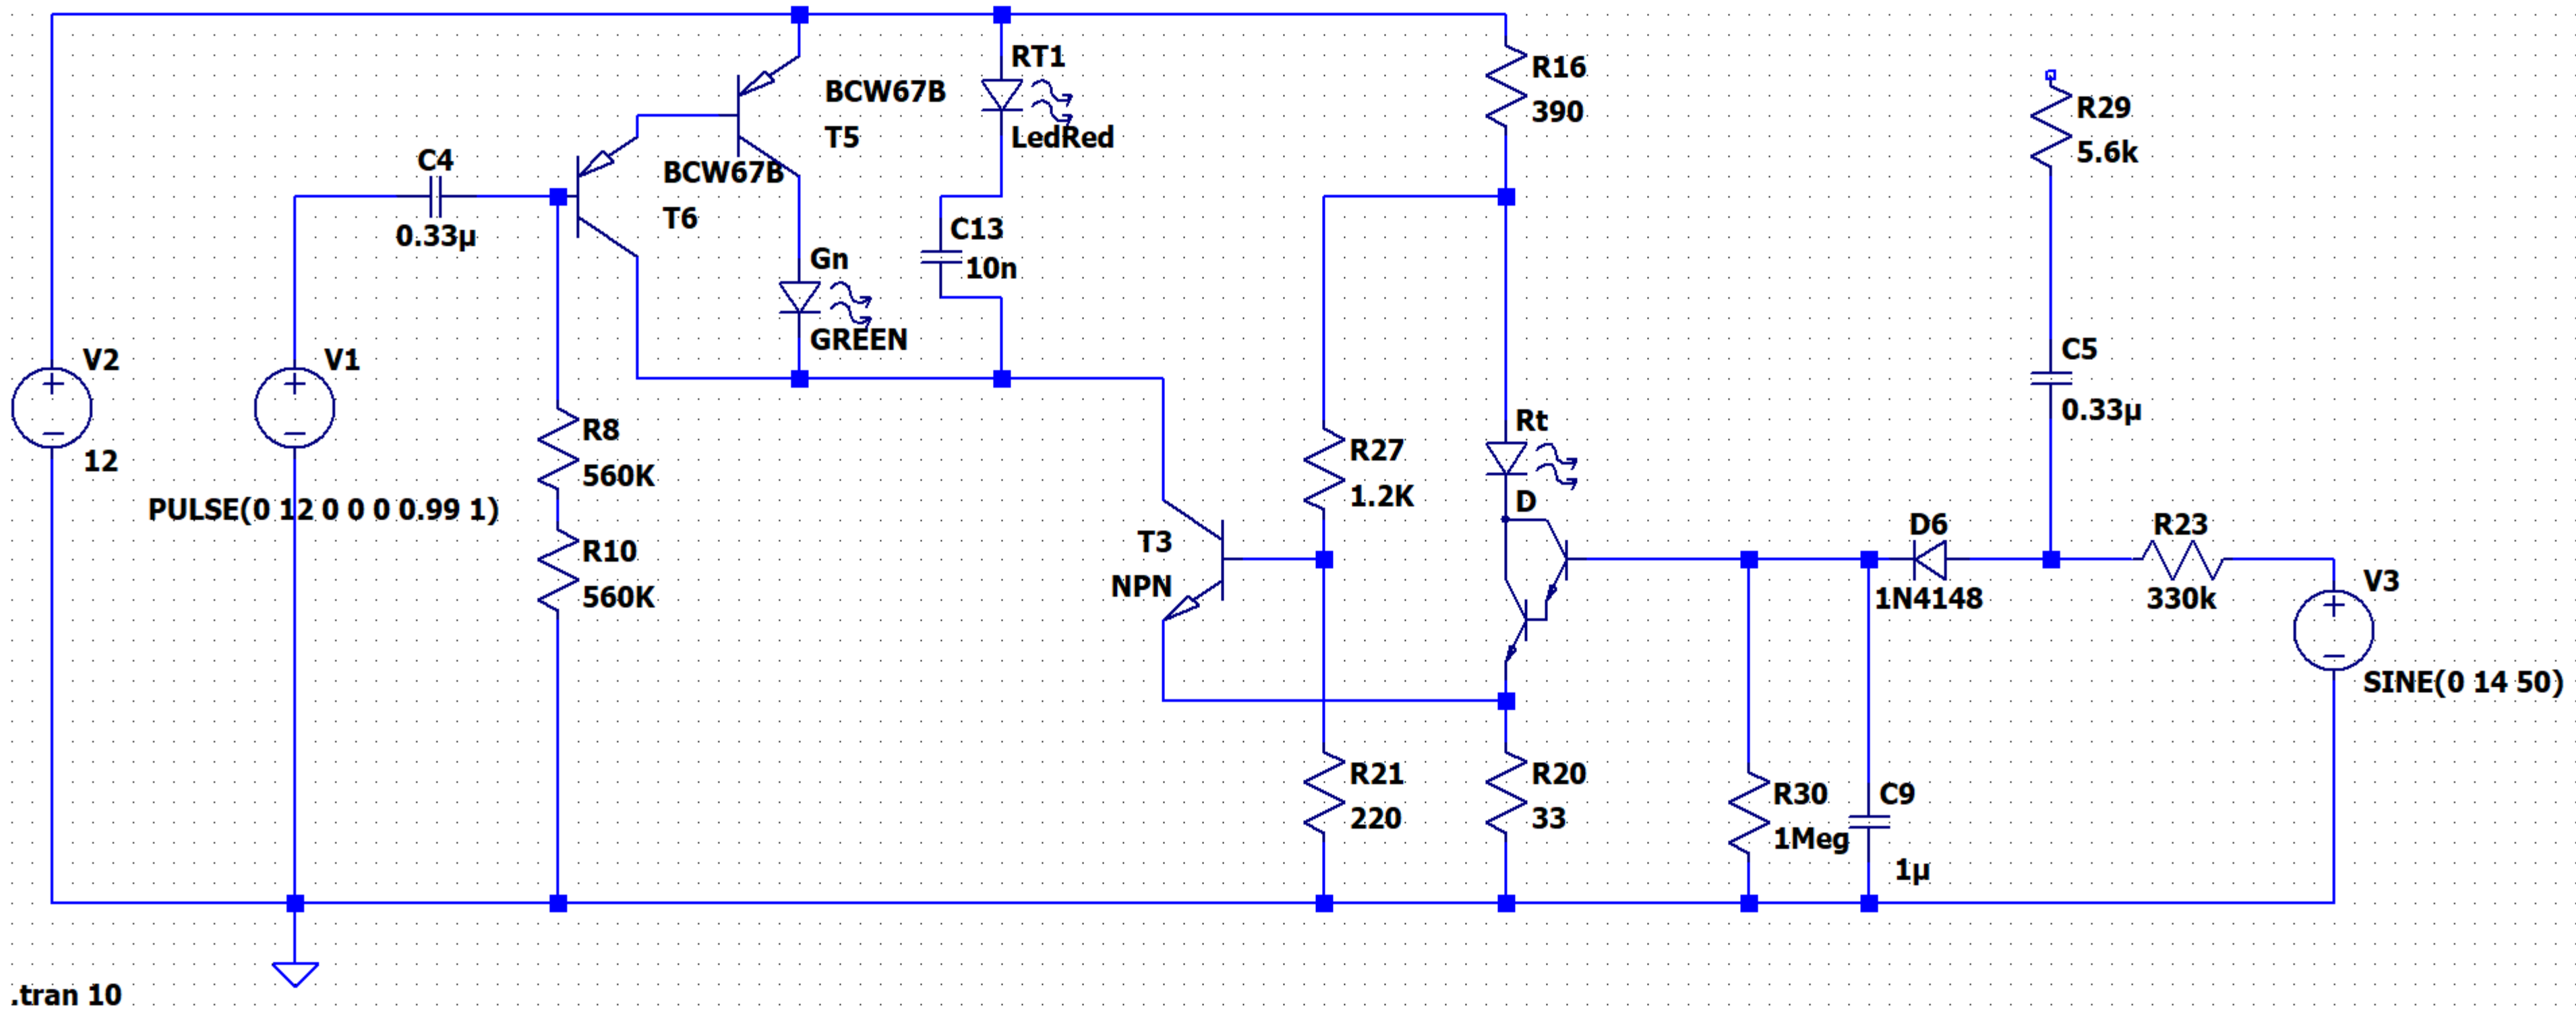 RT1
LedRed
BCW67B
T5
R16
390
R29
5.6k
C4
0.33µ
BCW67B
T6
C13
10n
Gn
GREEN
V2
12
V1
PULSE(0 12 0 0 0 0.99 1)
R8
560K
R10
560K
R27
1.2K
Rt
D
C5
0.33µ
T3
NPN
D6
1N4148
R23
330k
V3
SINE(0 14 50)
R21
220
R20
33
R30
1Meg
C9
1µ
.tran 10